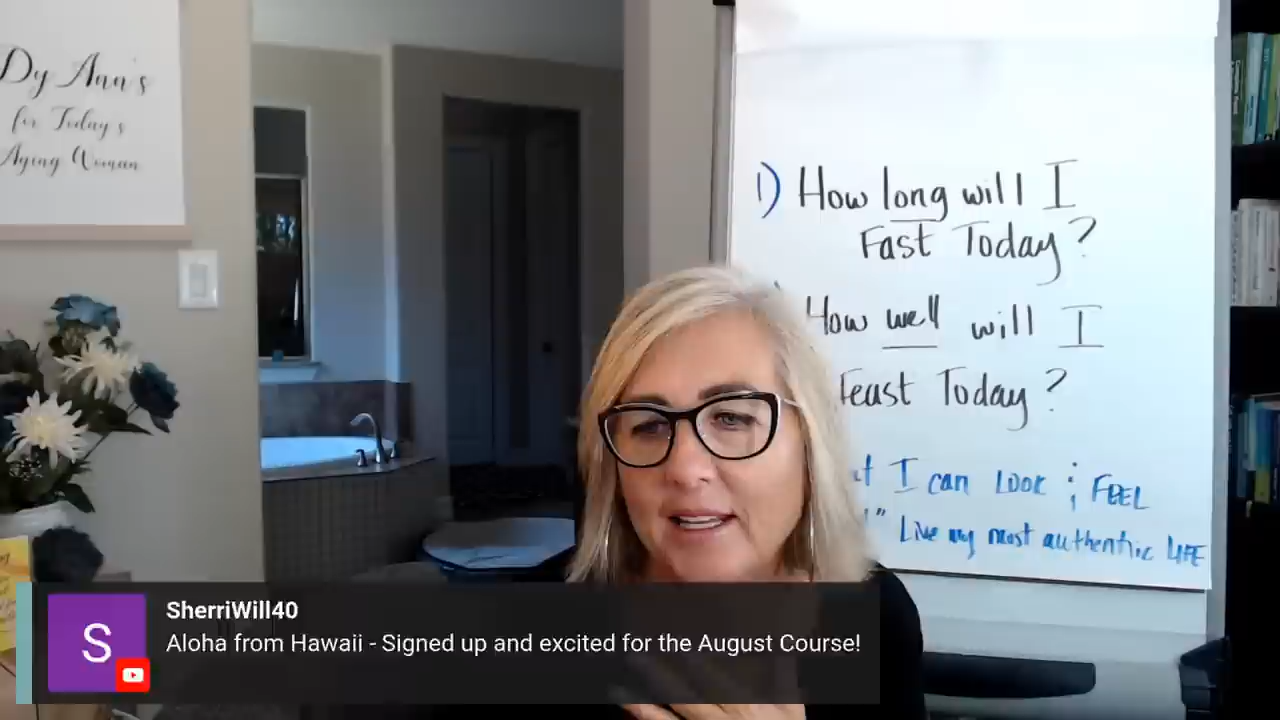 Dy Ann's
for Today's
Aging Woman
1) How long will I
Fast Today?
How well will I
Feast Today?
I can Look ; FEEL
" Live my most authentic LIFE
SherriWill40
S
Aloha from Hawaii - Signed up and excited for the August Course!